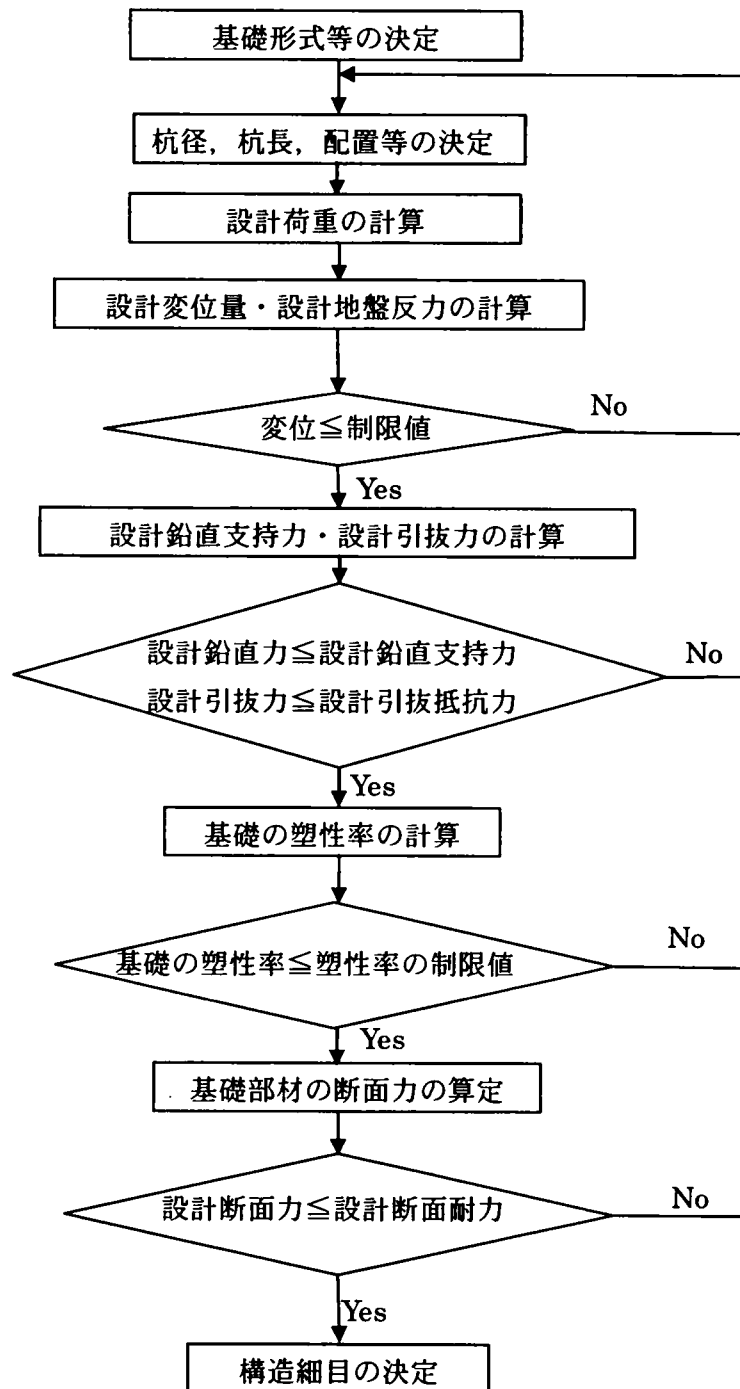 基礎形式等の決定
杭径，杭長，配置等の決定
設計荷重の計算
設計変位量・設計地盤反力の計算
変位≦制限値
No
Yes
設計鉛直支持力・設計引抜力の計算
設計鉛直力≦設計鉛直支持力
設計引抜力≦設計引抜抵抗力
No
Yes
基礎の塑性率の計算
基礎の塑性率≦塑性率の制限値
No
Yes
基礎部材の断面力の算定
設計断面力≦設計断面耐力
No
Yes
構造細目の決定